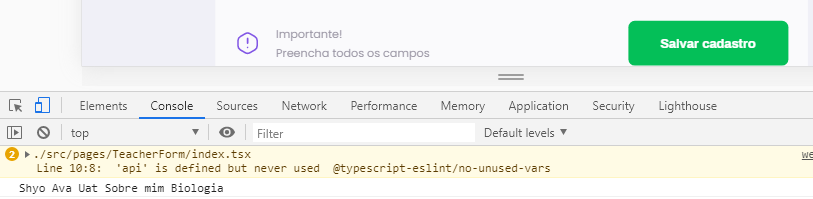 Importante!
Preencha todos os campos
Salvar cadastro
Elements Console Sources Network Performance Memory Application Security Lighthouse
top Filter Default levels
2 ./src/pages/TeacherForm/index.tsx we
Line 10:8: 'api' is defined but never used @typescript-eslint/no-unused-vars
Shyo Ava Uat Sobre mim Biologia